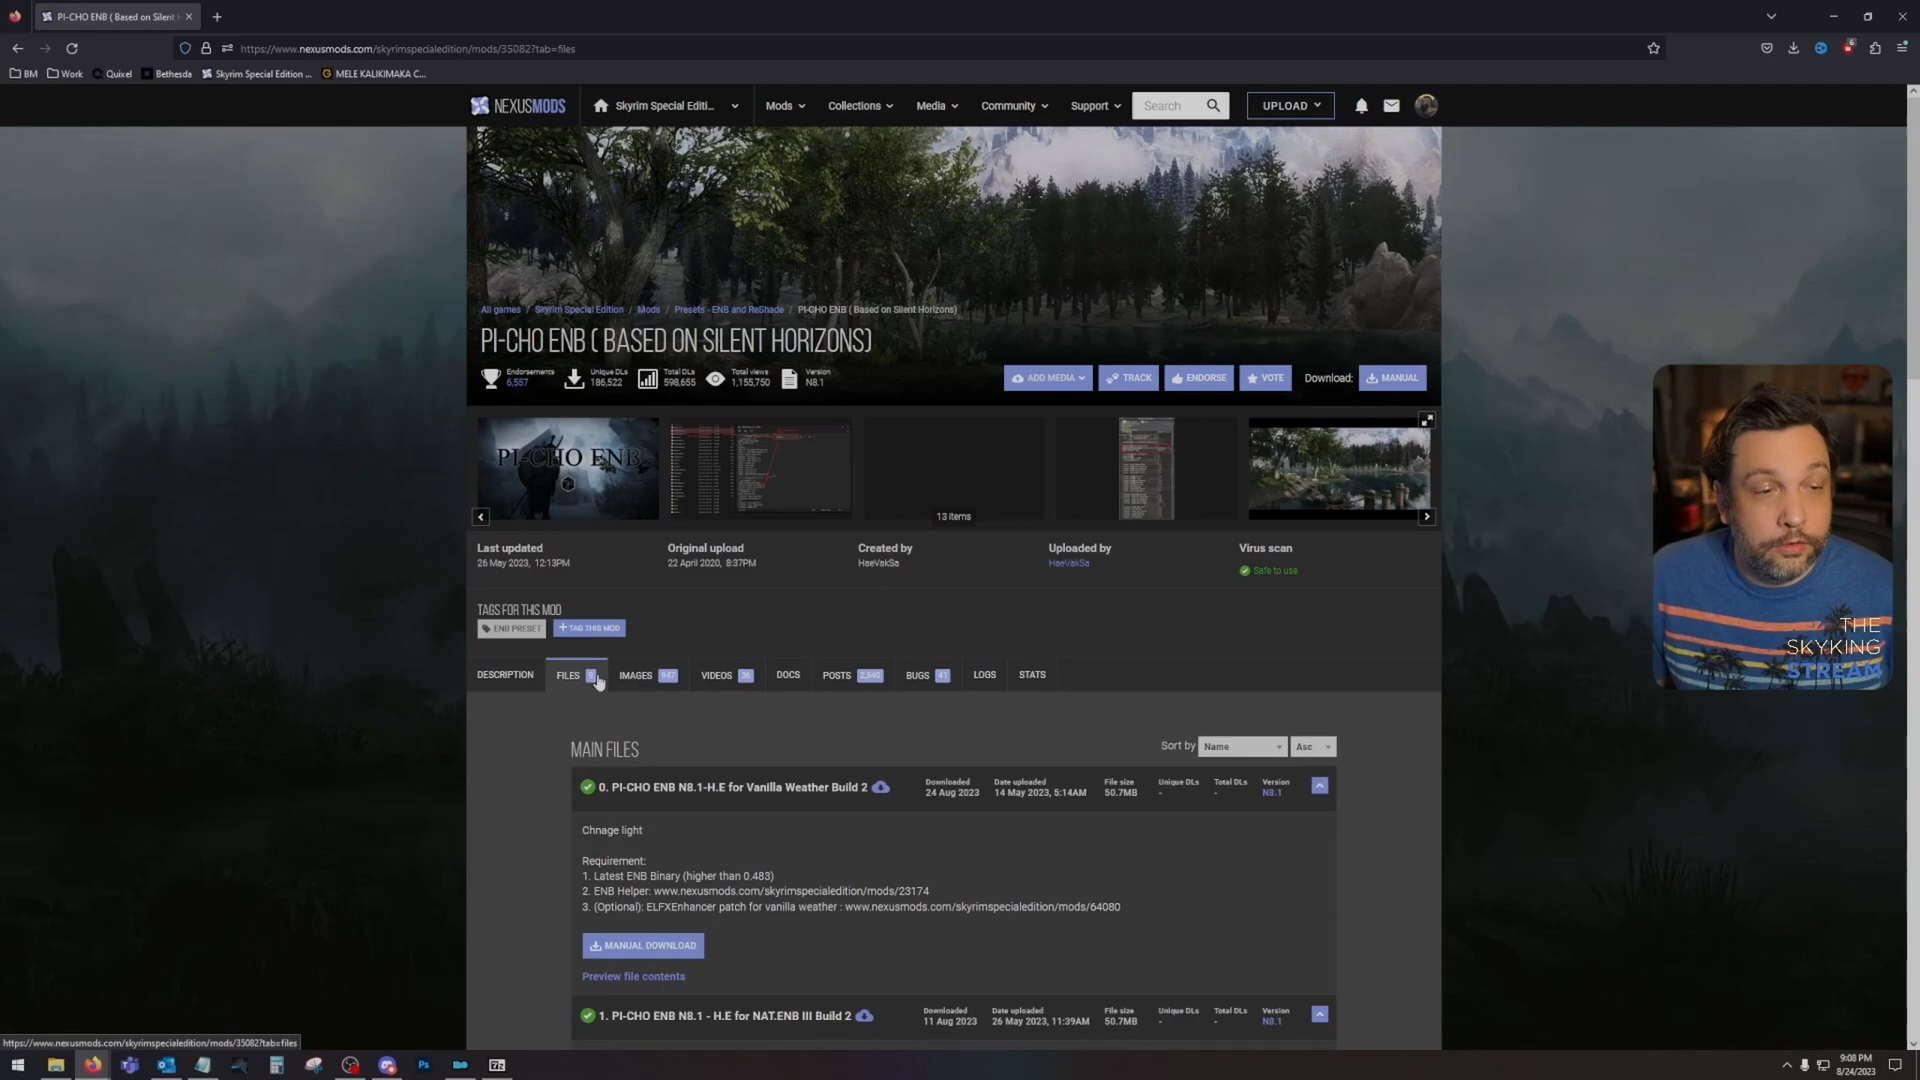 PI-CHO ENB ( Based on Silent H
https://www.nexusmods.com/skyrimspecialedition/mods/35082?tab=files
BM
Work
Quixel
Bethesda
Skyrim Special Edition ...
MELE KALIKIMAKA C...
NEXUSMODS
Skyrim Special Editi...
Mods
Collections
Media
Community
Support
Search
UPLOAD
All games / Skyrim Special Edition / Mods / Presets - ENB and ReShade / PI-CHO ENB ( Based on Silent Horizons)
PI-CHO ENB ( BASED ON SILENT HORIZONS)
Endorsements
6,557
Unique DLs
186,522
Total DLs
598,655
Total views
1,155,750
Version
N8.1
ADD MEDIA
TRACK
ENDORSE
VOTE
Download:
MANUAL
PI-CHO ENB
13 items
Last updated
26 May 2023, 12:13PM
Original upload
22 April 2020, 8:37PM
Created by
HaeVakSa
Uploaded by
HaeVakSa
Virus scan
Safe to use
TAGS FOR THIS MOD
ENB PRESET
+ TAG THIS MOD
DESCRIPTION
FILES 9
IMAGES 947
VIDEOS 36
DOCS
POSTS 2,540
BUGS 41
LOGS
STATS
MAIN FILES
Sort by
Name
Asc
0. PI-CHO ENB N8.1-H.E for Vanilla Weather Build 2
Downloaded
24 Aug 2023
Date uploaded
14 May 2023, 5:14AM
File size
50.7MB
Unique DLs
-
Total DLs
-
Version
N8.1
Chnage light
Requirement:
1. Latest ENB Binary (higher than 0.483)
2. ENB Helper: www.nexusmods.com/skyrimspecialedition/mods/23174
3. (Optional): ELFXEnhancer patch for vanilla weather : www.nexusmods.com/skyrimspecialedition/mods/64080
MANUAL DOWNLOAD
Preview file contents
1. PI-CHO ENB N8.1 - H.E for NAT.ENB III Build 2
Downloaded
11 Aug 2023
Date uploaded
26 May 2023, 11:39AM
File size
50.7MB
Unique DLs
-
Total DLs
-
Version
N8.1
THE
SKYKING
STREAM
https://www.nexusmods.com/skyrimspecialedition/mods/35082?tab=files
Ps
7z
9:08 PM
8/24/2023